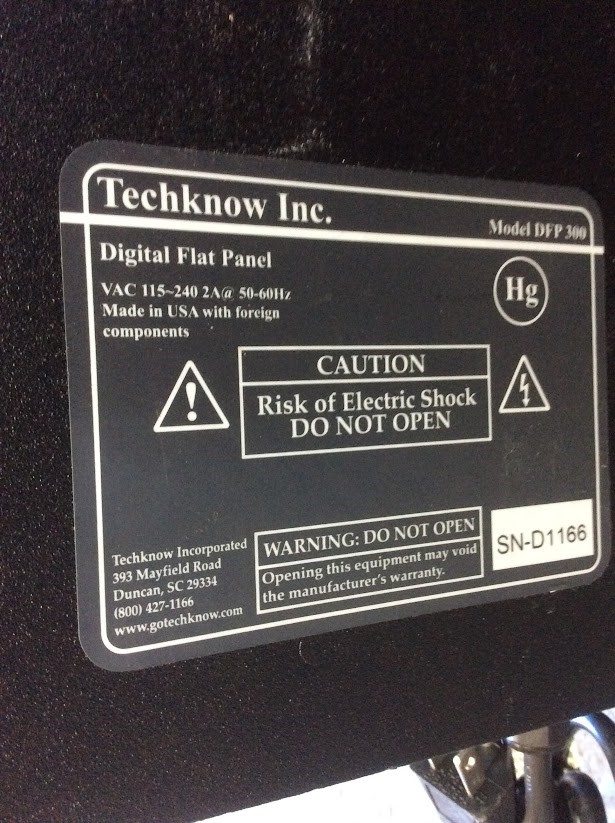 Techknow Inc.
Model DFP 300
Digital Flat Panel
VAC 115~240 2A@ 50-60Hz
Made in USA with foreign
components
Hg
CAUTION
Risk of Electric Shock
DO NOT OPEN
Techknow Incorporated
393 Mayfield Road
Duncan, SC 29334
(800) 427-1166
www.gotechknow.com
WARNING: DO NOT OPEN
Opening this equipment may void
the manufacturer's warranty.
SN-D1166